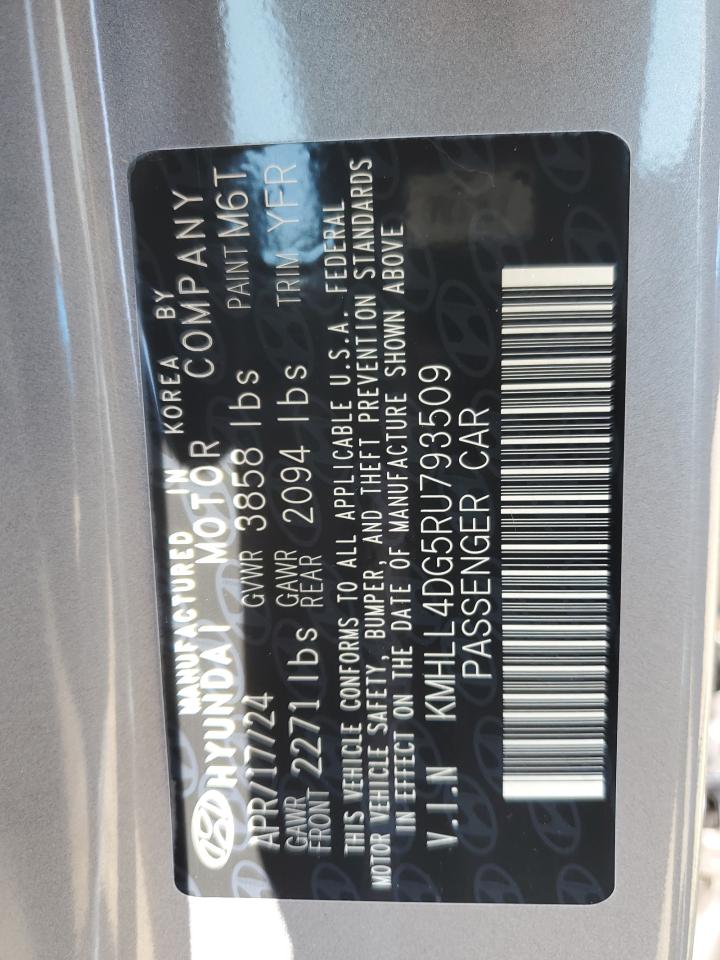 MANUFACTURED IN KOREA BY
HYUNDAI MOTOR COMPANY
APR/17/24 GVWR 3858 lbs PAINT M6T
GAWR FRONT 2271 lbs GAWR REAR 2094 lbs TRIM YFR
THIS VEHICLE CONFORMS TO ALL APPLICABLE U.S.A. FEDERAL
MOTOR VEHICLE SAFETY, BUMPER, AND THEFT PREVENTION STANDARDS
IN EFFECT ON THE DATE OF MANUFACTURE SHOWN ABOVE
V.I.N KMHLL4DG5RU793509
PASSENGER CAR